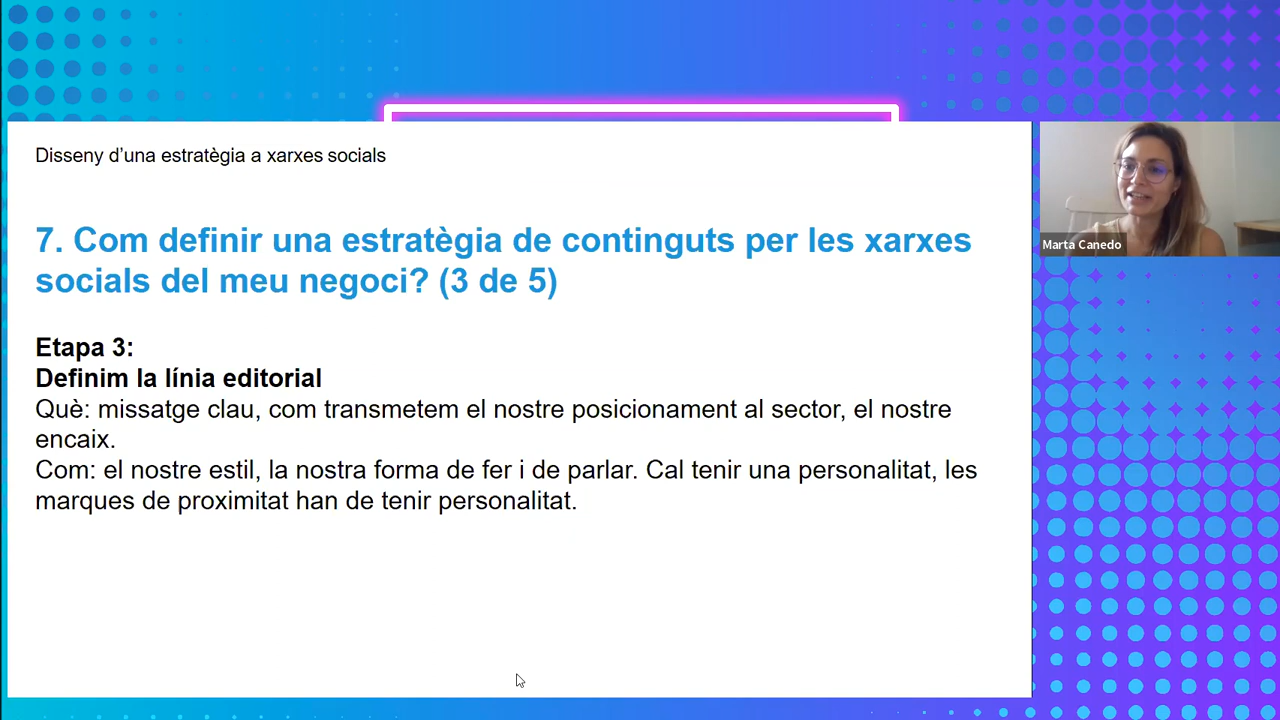 Disseny d’una estratègia a xarxes socials
7. Com definir una estratègia de continguts per les xarxes
socials del meu negoci? (3 de 5)
Etapa 3:
Definim la línia editorial
Què: missatge clau, com transmetem el nostre posicionament al sector, el nostre
encaix.
Com: el nostre estil, la nostra forma de fer i de parlar. Cal tenir una personalitat, les
marques de proximitat han de tenir personalitat.
Marta Canedo